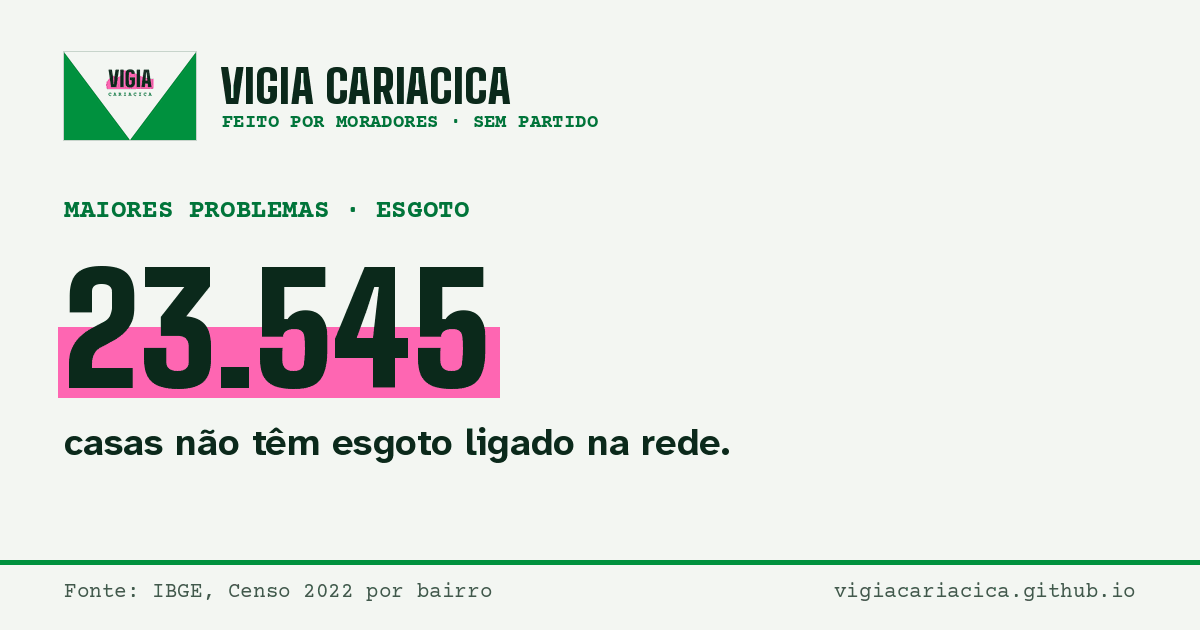 VIGIA
CARIACICA
VIGIA CARIACICA
FEITO POR MORADORES · SEM PARTIDO
MAIORES PROBLEMAS · ESGOTO
23.545
casas não têm esgoto ligado na rede.
Fonte: IBGE, Censo 2022 por bairro
vigiacariacica.github.io